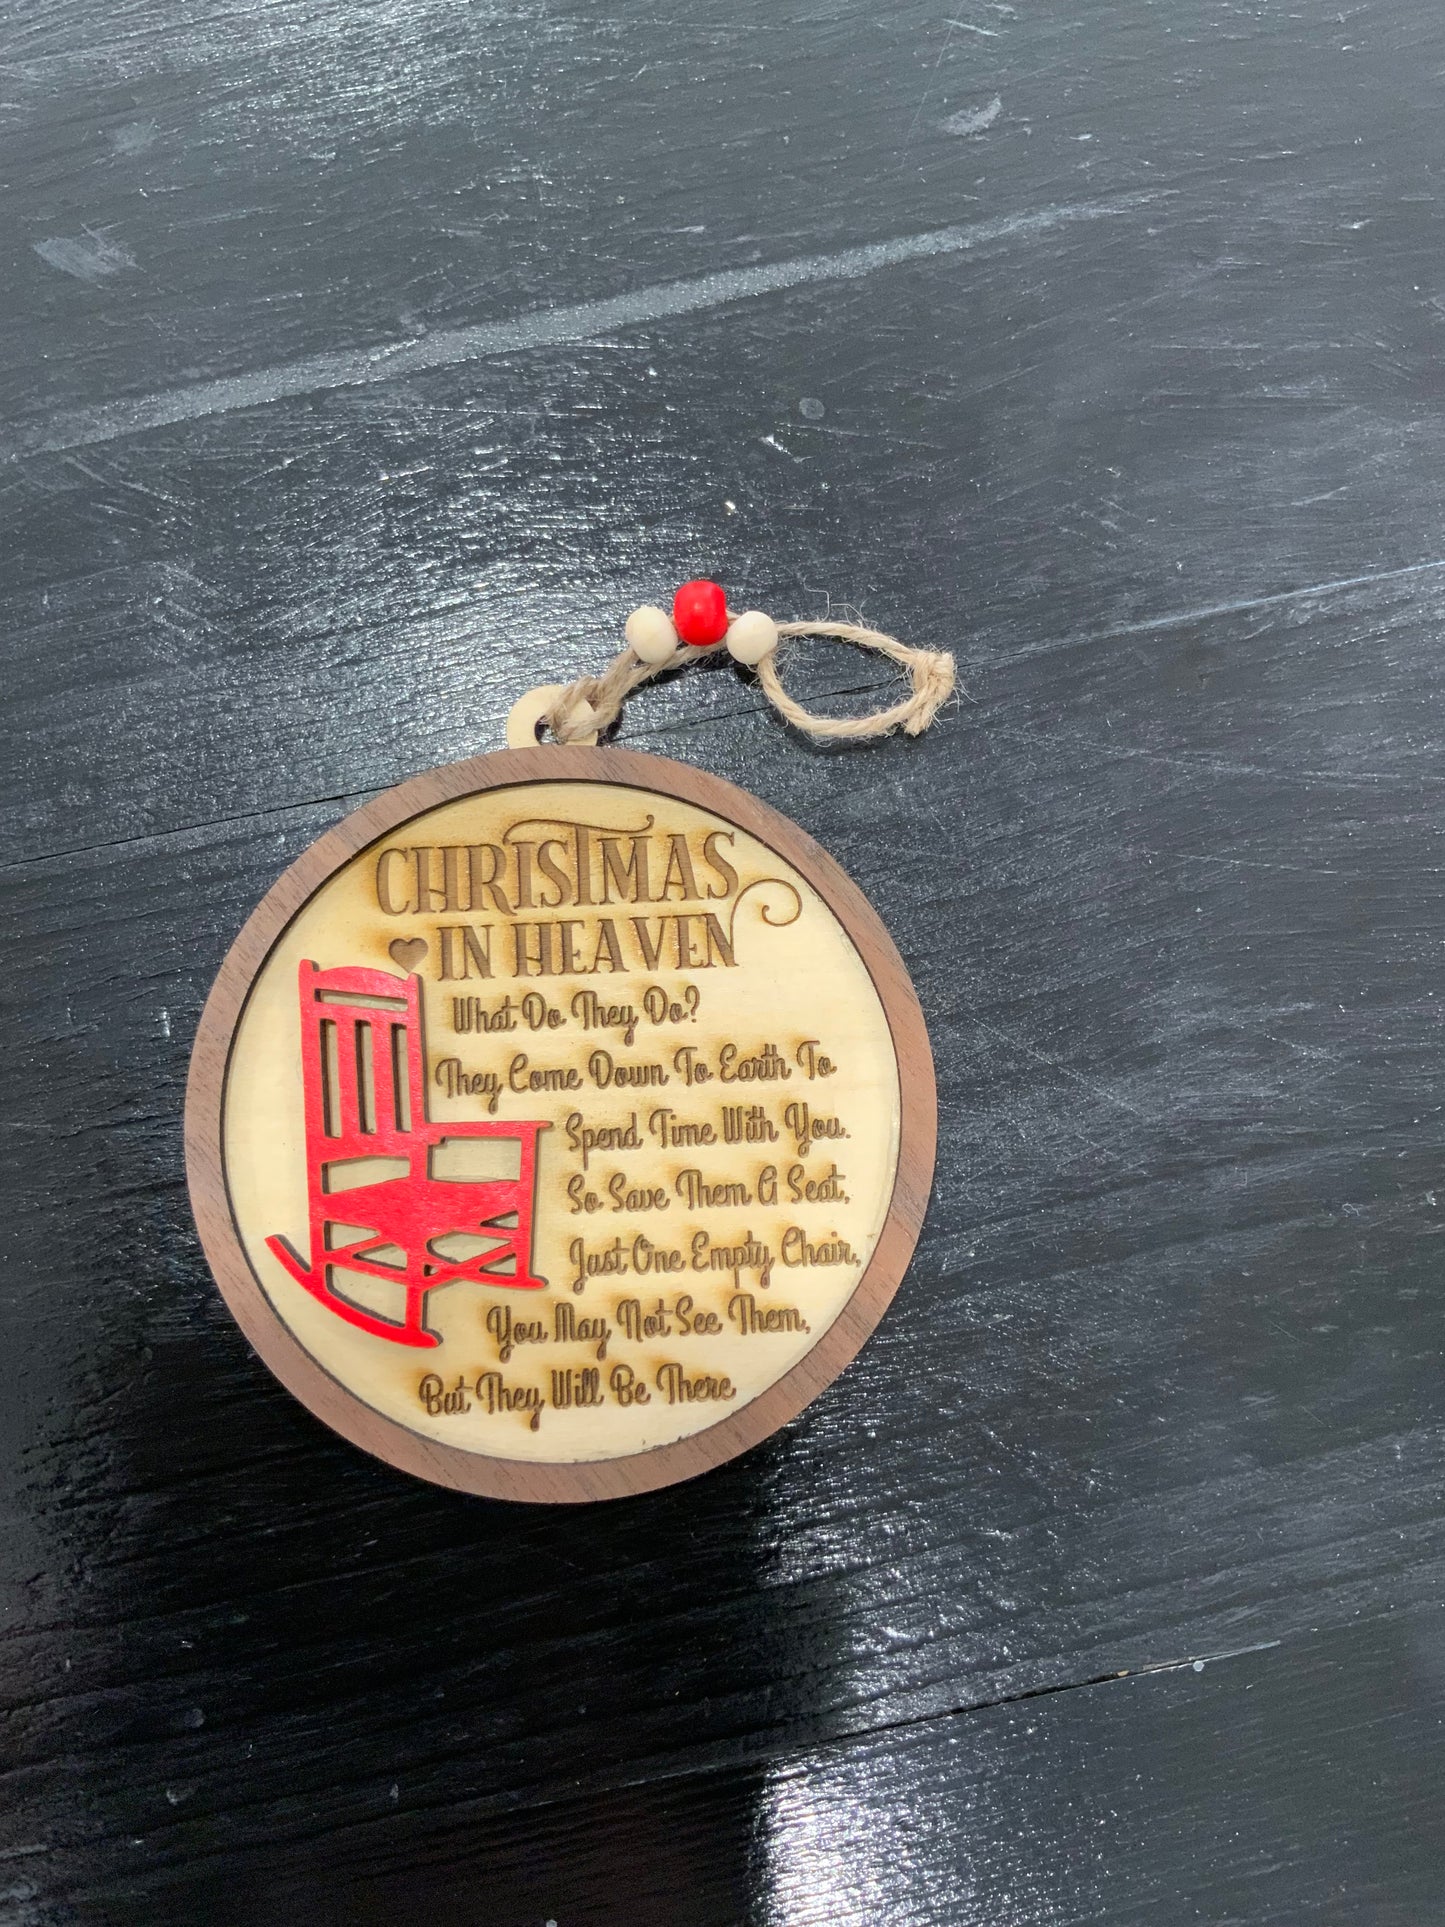 CHRISTMAS
IN HEAVEN
What Do They Do?
They Come Down To Earth To
Spend Time With You.
So Save Them A Seat,
Just One Empty Chair,
You May Not See Them,
But They Will Be There